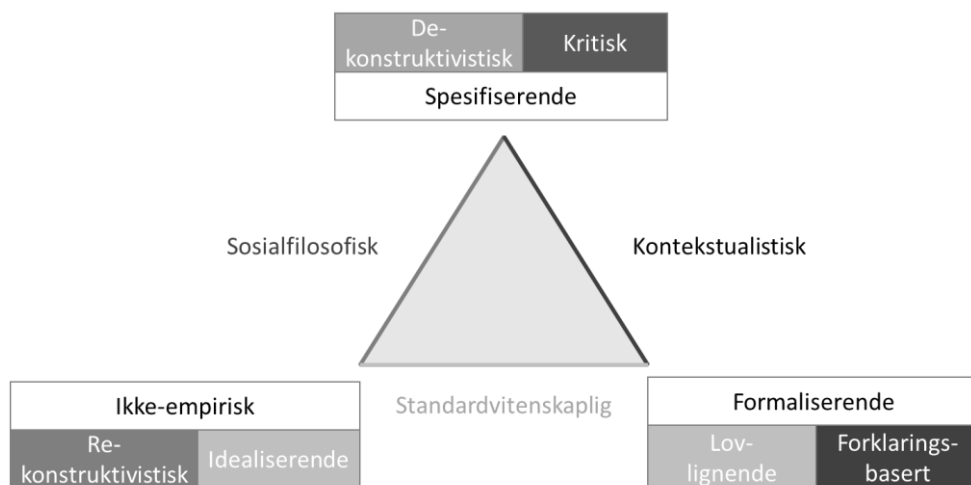 De-
konstruktivistisk
Kritisk
Spesifiserende
Sosialfilosofisk
Kontekstualistisk
Ikke-empirisk
Re-
konstruktivistisk
Idealiserende
Standardvitenskaplig
Formaliserende
Lov-
lignende
Forklarings-
basert